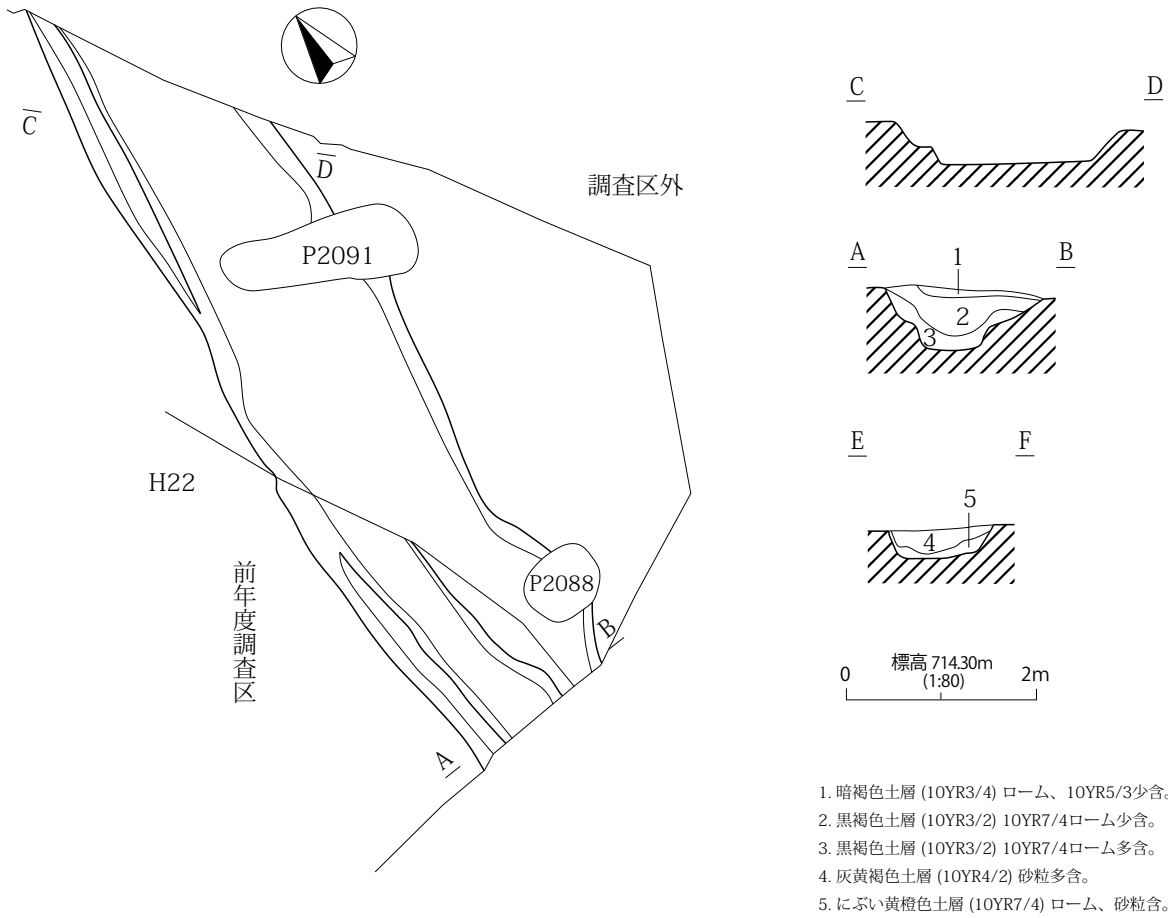 C
D
調査区外
P2091
H22
前年度調査区
P2088
B
A
C
D
A
1
B
2
3
E
F
5
4
0
標高 714.30m
(1:80)
2m
1. 暗褐色土層 (10YR3/4) ローム、10YR5/3少含。
2. 黒褐色土層 (10YR3/2) 10YR7/4ローム少含。
3. 黒褐色土層 (10YR3/2) 10YR7/4ローム多含。
4. 灰黄褐色土層 (10YR4/2) 砂粒多含。
5. にぶい黄橙色土層 (10YR7/4) ローム、砂粒含。